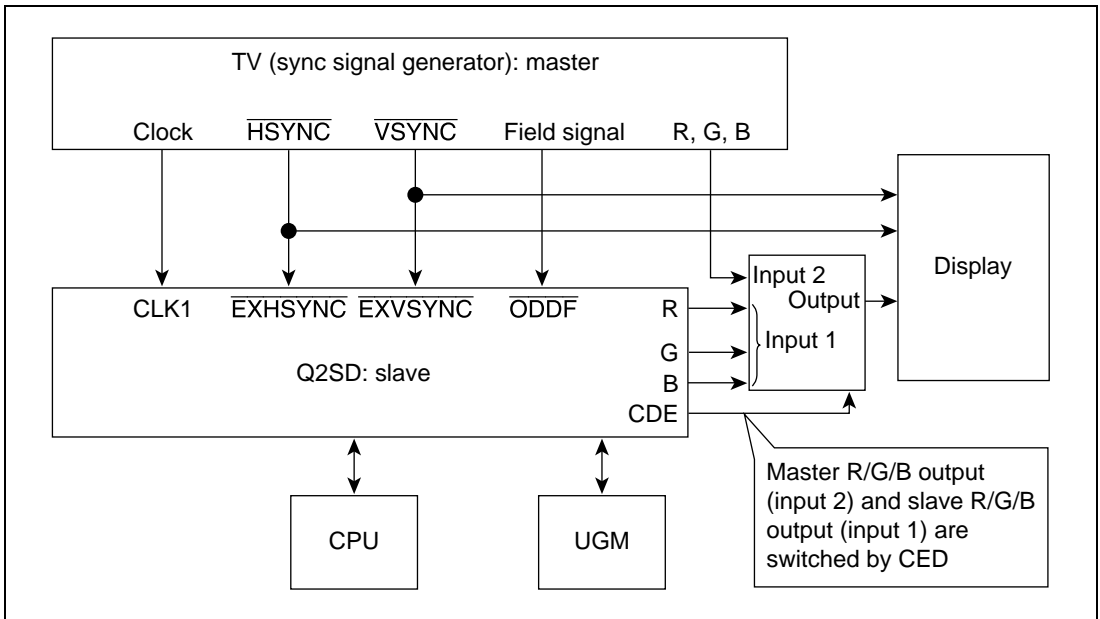 TV (sync signal generator): master
Clock HSYNC VSYNC Field signal R, G, B
Display
Input 2
Output
CLK1 EXHSYNC EXVSYNC ODDF R
Input 1
G
Q2SD: slave
B
CDE
Master R/G/B output
(input 2) and slave R/G/B
output (input 1) are
switched by CED
CPU
UGM